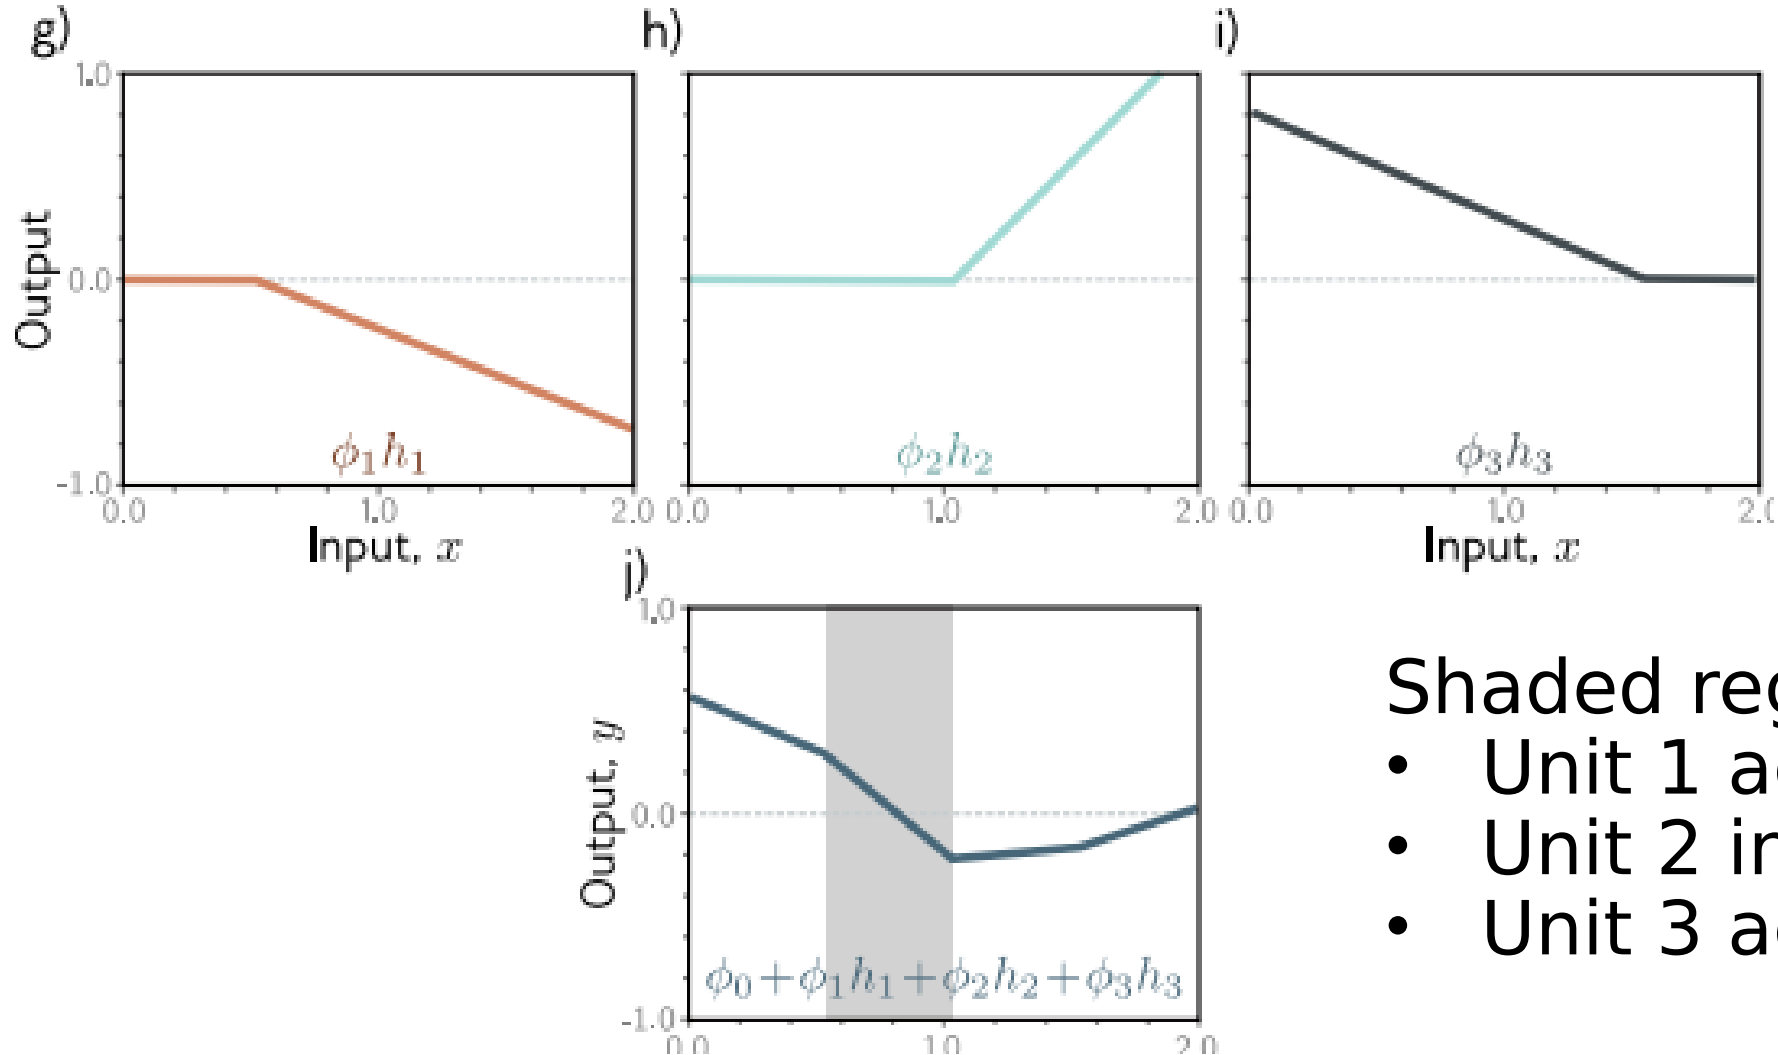 g)
h)
i)
1.0
0.0
-1.0
Output
ϕ₁h₁
ϕ₂h₂
ϕ₃h₃
0.0 1.0 2.0
0.0 1.0 2.0
0.0 1.0 2.0
Input, x
Input, x
j)
1.0
0.0
-1.0
Output, y
ϕ₀+ϕ₁h₁+ϕ₂h₂+ϕ₃h₃
0.0 1.0 2.0
Shaded
• Unit 1
• Unit 2
• Unit 3